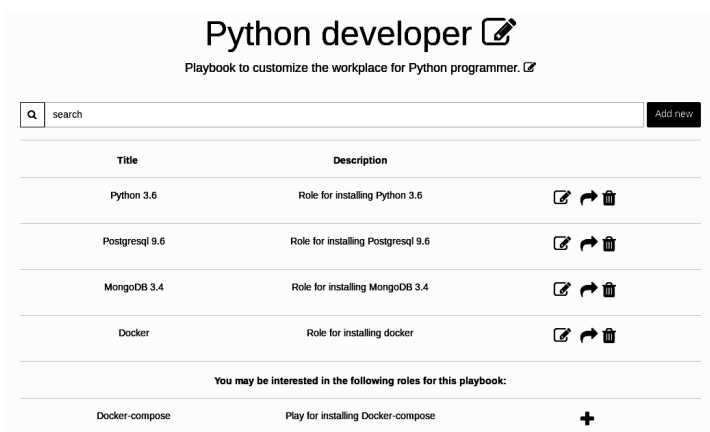 Python developer
Playbook to customize the workplace for Python programmer.
search
Add new
Title Description
Python 3.6 Role for installing Python 3.6
Postgresql 9.6 Role for installing Postgresql 9.6
MongoDB 3.4 Role for installing MongoDB 3.4
Docker Role for installing docker
You may be interested in the following roles for this playbook:
Docker-compose Play for installing Docker-compose